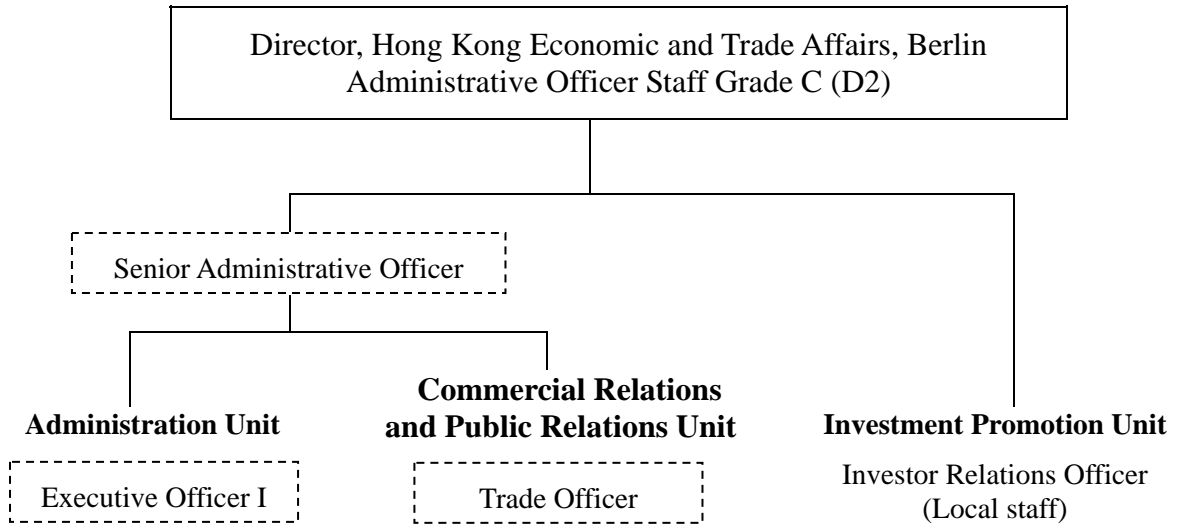 Director, Hong Kong Economic and Trade Affairs, Berlin
Administrative Officer Staff Grade C (D2)
Senior Administrative Officer
Administration Unit
Executive Officer I
Commercial Relations
and Public Relations Unit
Trade Officer
Investment Promotion Unit
Investor Relations Officer
(Local staff)